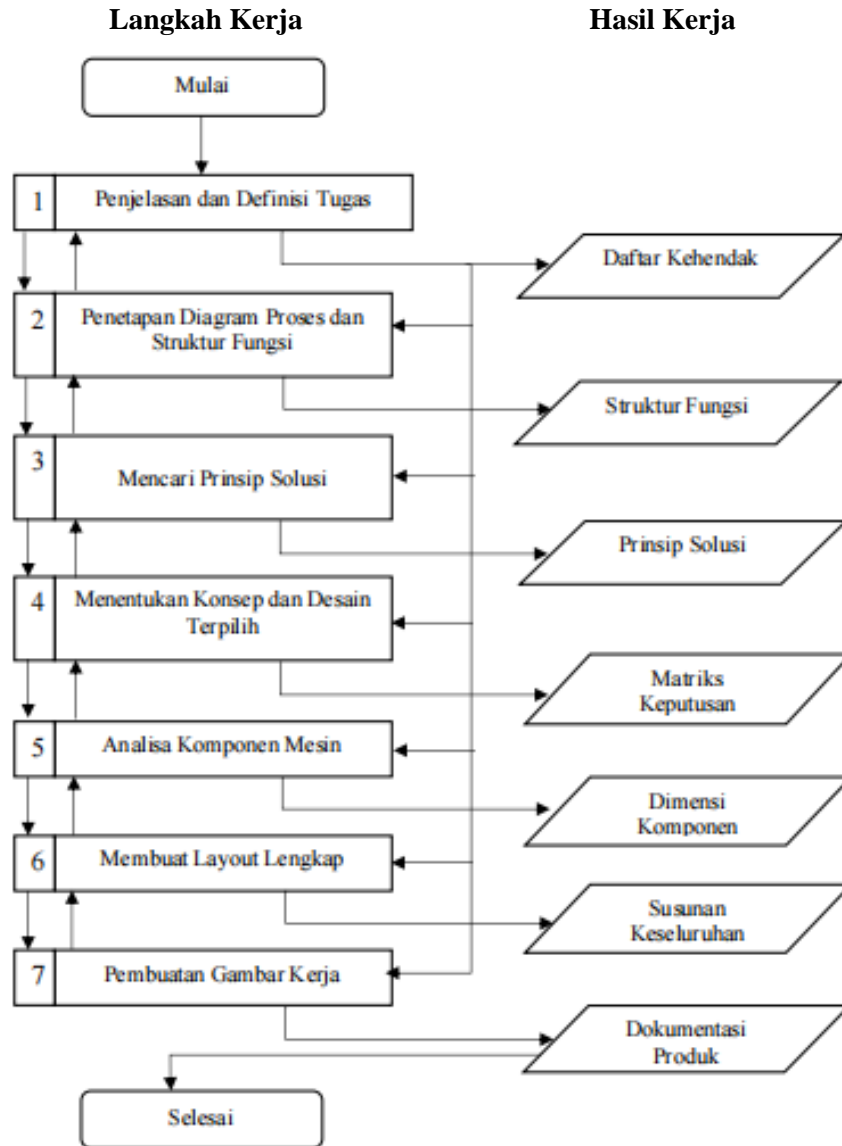 Langkah Kerja
Hasil Kerja
Mulai
1
Penjelasan dan Definisi Tugas
Daftar Kehendak
2
Penetapan Diagram Proses dan
Struktur Fungsi
Struktur Fungsi
3
Mencari Prinsip Solusi
Prinsip Solusi
4
Menentukan Konsep dan Desain
Terpilih
Matriks
Keputusan
5
Analisa Komponen Mesin
Dimensi
Komponen
6
Membuat Layout Lengkap
Susunan
Keseluruhan
7
Pembuatan Gambar Kerja
Dokumentasi
Produk
Selesai